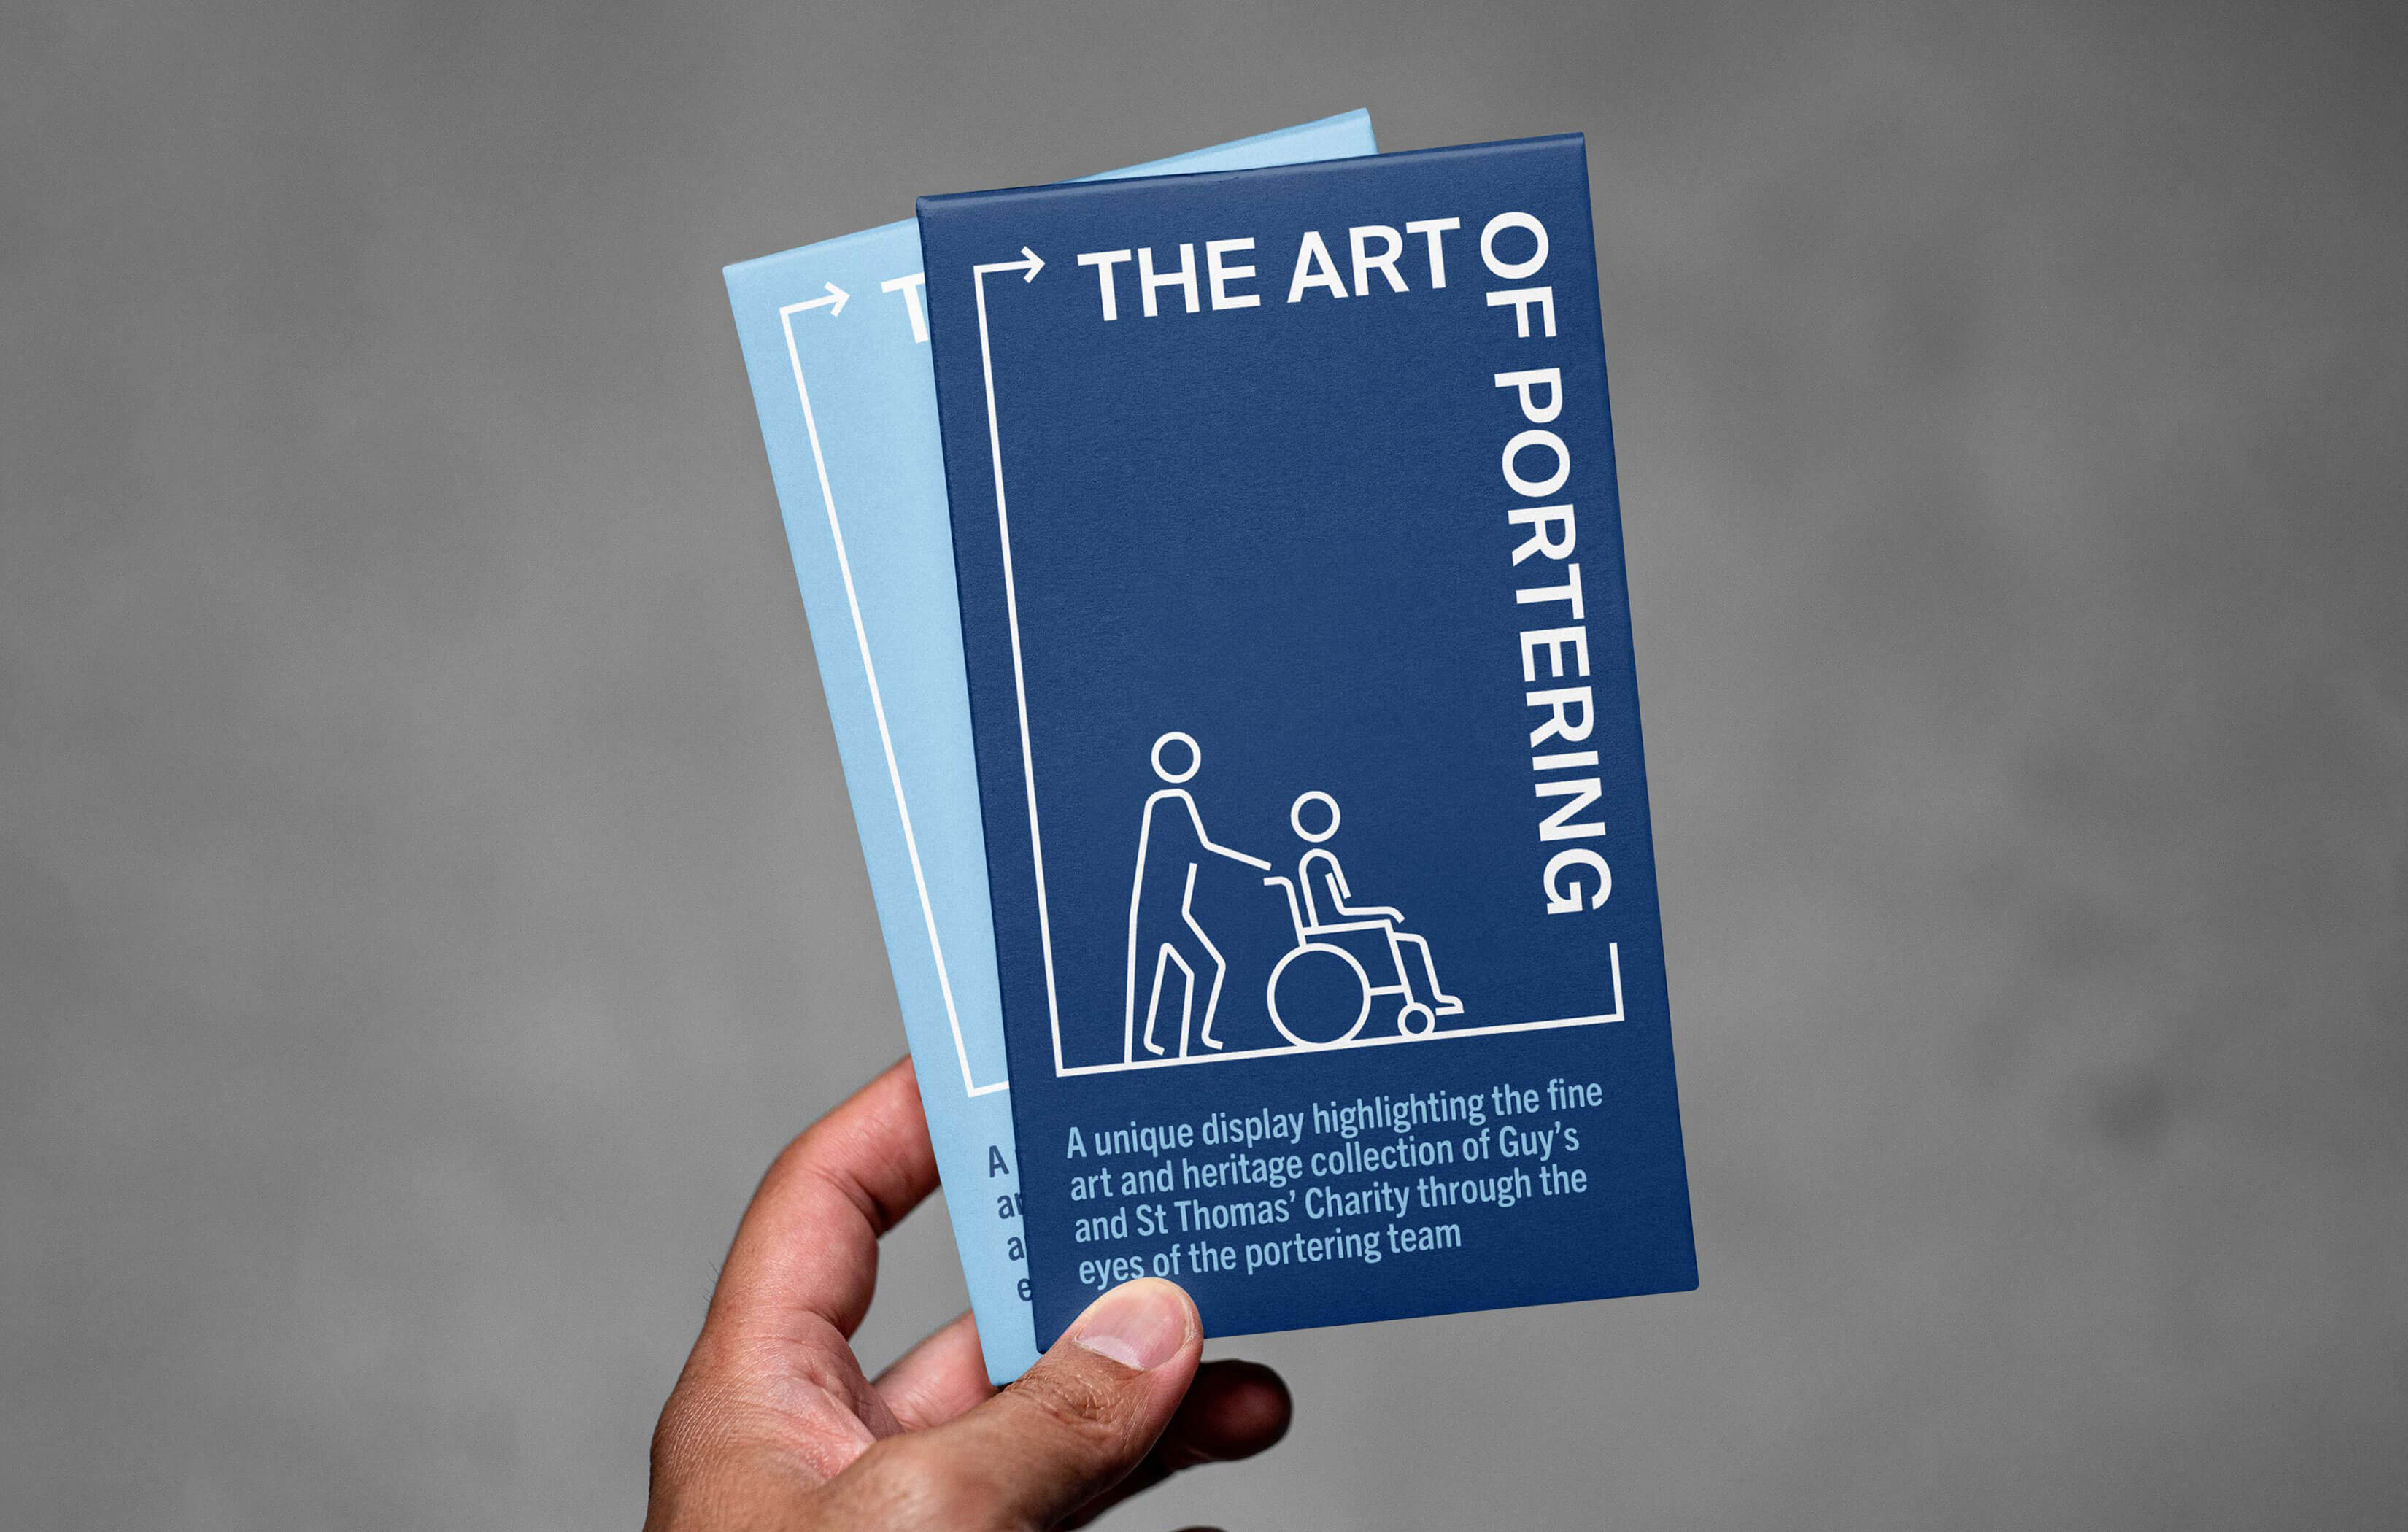 THE ART
OF PORTERING
A unique display highlighting the fine
art and heritage collection of Guy's
and St Thomas' Charity through the
eyes of the portering team